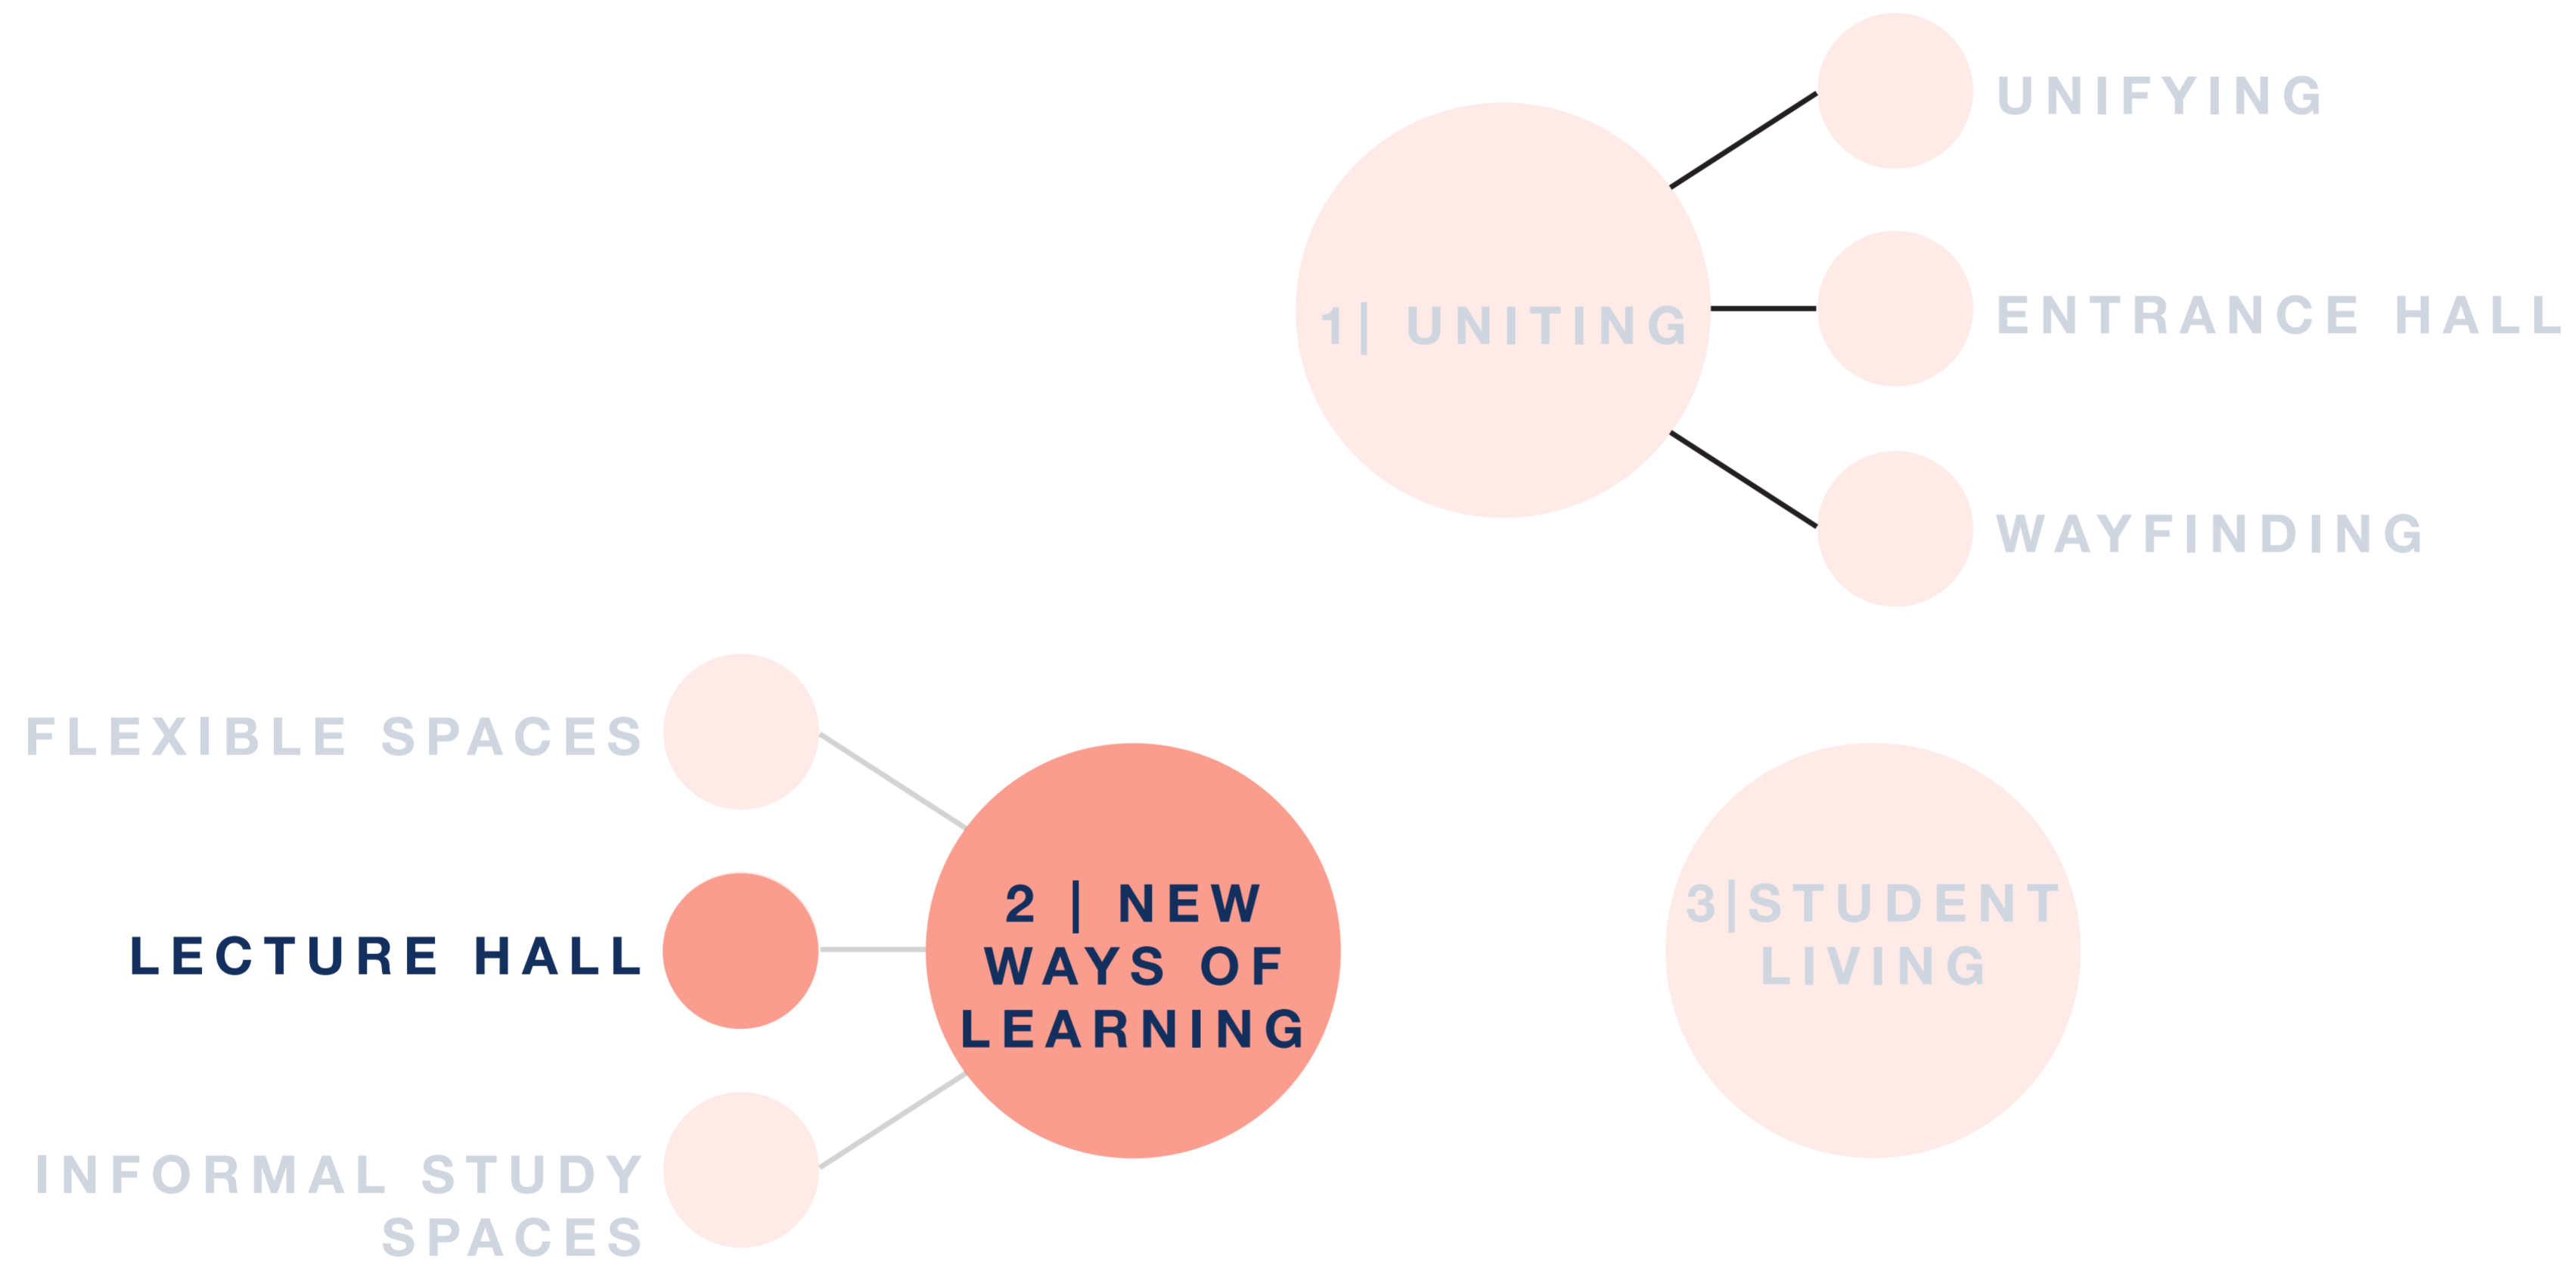 UNIFYING
1| UNITING
ENTRANCE HALL
WAYFINDING
FLEXIBLE SPACES
LECTURE HALL
INFORMAL STUDY
SPACES
2 | NEW
WAYS OF
LEARNING
3|STUDENT
LIVING